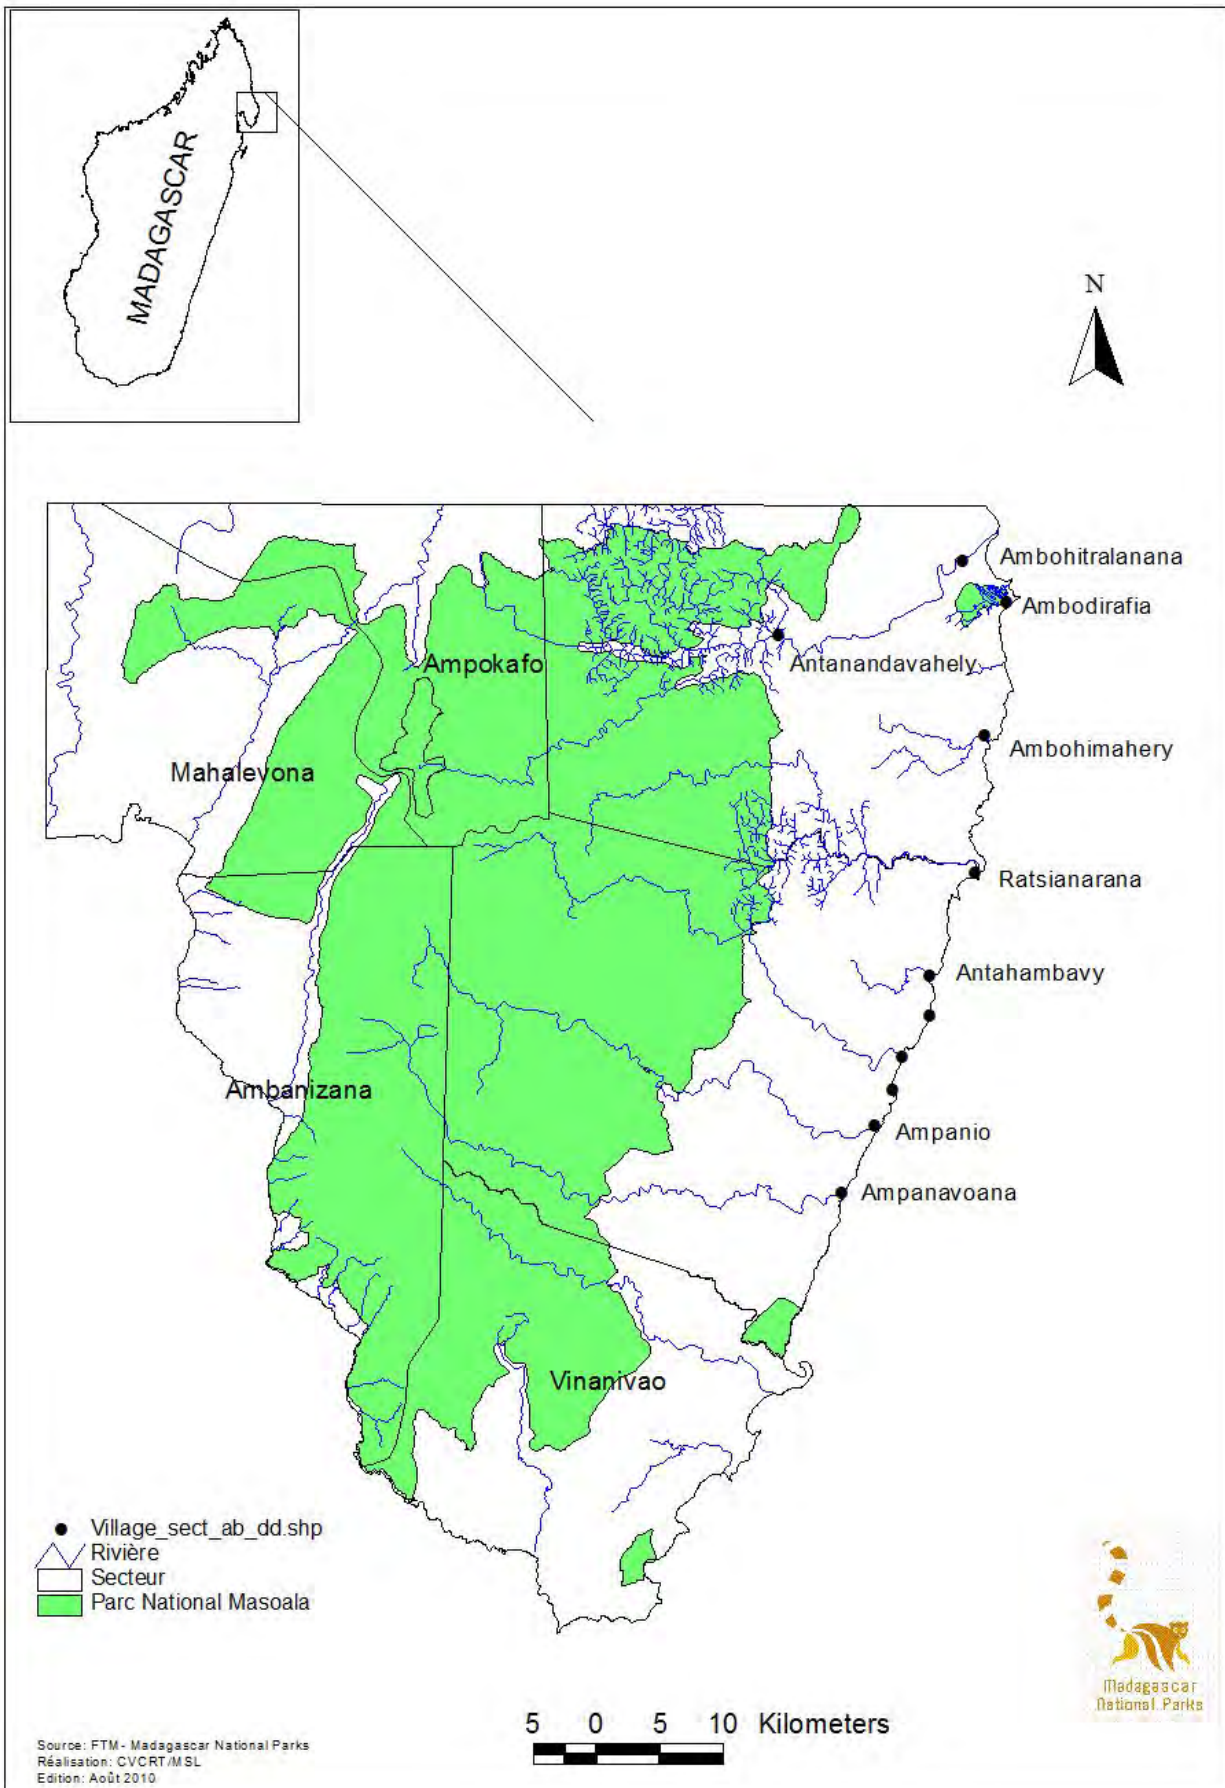 MADAGASCAR
N
Ambohitralanana
Ambodirafia
Ampokafo
Antanandavahely
Ambohimahery
Mahalevona
Ratsianarana
Antahambavy
Ambanizana
Ampanio
Ampanavoana
Vinanivao
Village_sect_ab_dd.shp
Rivière
Secteur
Parc National Masoala
Madagascar
National Parks
5 0 5 10 Kilometers
Source: FTM- Madagascar National Parks
Réalisation: CVCRT/MSL
Edition: Août 2010